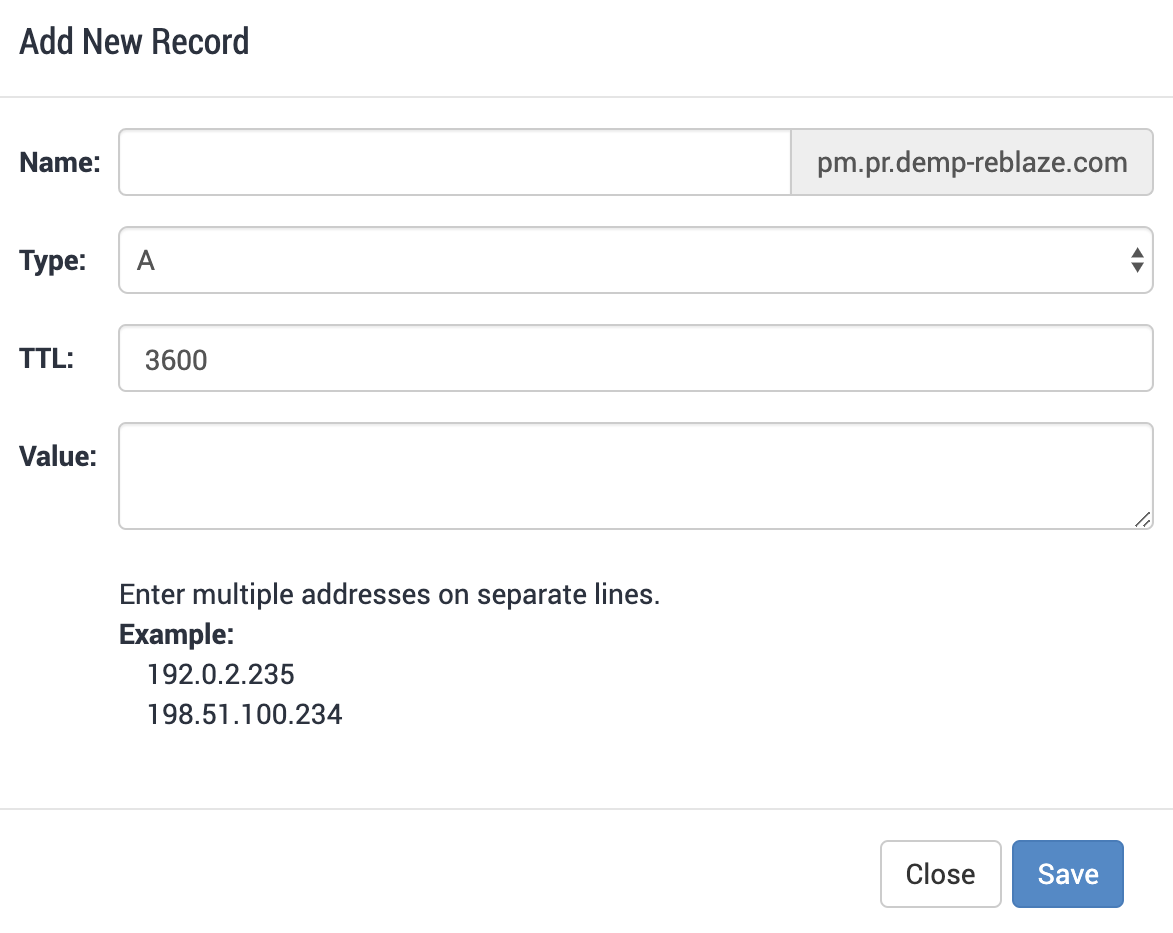 Add New Record
Name: pm.pr.demp-reblaze.com
Type: A
TTL: 3600
Value:
Enter multiple addresses on separate lines.
Example:
192.0.2.235
198.51.100.234
Close Save